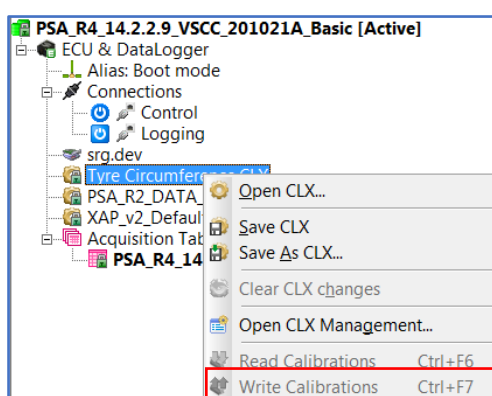 PSA_R4_14.2.2.9_VSCC_201021A_Basic [Active]
ECU & DataLogger
Alias: Boot mode
Connections
Control
Logging
srg.dev
Tyre Circumference CLX
PSA_R2_DATA_
Open CLX...
XAP_v2_Defaul
Save CLX
Acquisition Tab
Save As CLX...
PSA_R4_14
Clear CLX changes
Open CLX Management...
Read Calibrations Ctrl+F6
Write Calibrations Ctrl+F7